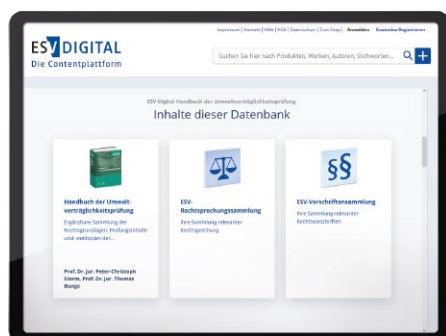 Impressum | Kontakt | Hilfe | AGB | Datenschutz | Zum Shop | Anmelden Kostenlos Registrieren
ESV DIGITAL
Die Contentplattform
Suchen Sie hier nach Produkten, Werken, Autoren, Stichworten...
ESV-Digital Handbuch der Umweltverträglichkeitsprüfung
Inhalte dieser Datenbank
Handbuch der Umwelt-
verträglichkeitsprüfung
Ergänzbare Sammlung der
Rechtsgrundlagen, Prüfungsinhalte
und -methoden der...
Prof. Dr. jur. Peter-Christoph
Storm, Prof. Dr. jur. Thomas
Bunge
ESV-
Rechtsprechungssammlung
Ihre Sammlung relevanter
Rechtsprechung
§§
ESV-Vorschriftensammlung
Ihre Sammlung relevanter
Rechtsvorschriften